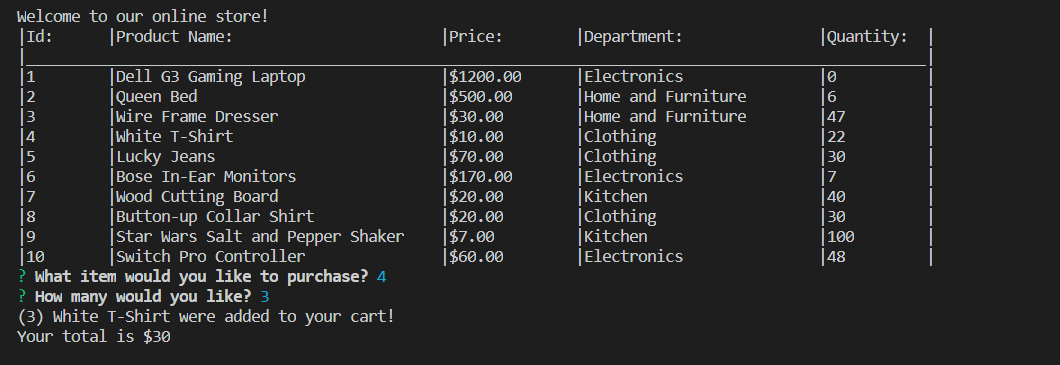 Welcome to our online store!
|Id: |Product Name: |Price: |Department: |Quantity: |
|___________________________________________________________________________________________________|
|1 |Dell G3 Gaming Laptop |$1200.00 |Electronics |0 |
|2 |Queen Bed |$500.00 |Home and Furniture |6 |
|3 |Wire Frame Dresser |$30.00 |Home and Furniture |47 |
|4 |White T-Shirt |$10.00 |Clothing |22 |
|5 |Lucky Jeans |$70.00 |Clothing |30 |
|6 |Bose In-Ear Monitors |$170.00 |Electronics |7 |
|7 |Wood Cutting Board |$20.00 |Kitchen |40 |
|8 |Button-up Collar Shirt |$20.00 |Clothing |30 |
|9 |Star Wars Salt and Pepper Shaker |$7.00 |Kitchen |100 |
|10 |Switch Pro Controller |$60.00 |Electronics |48 |
? What item would you like to purchase? 4
? How many would you like? 3
(3) White T-Shirt were added to your cart!
Your total is $30